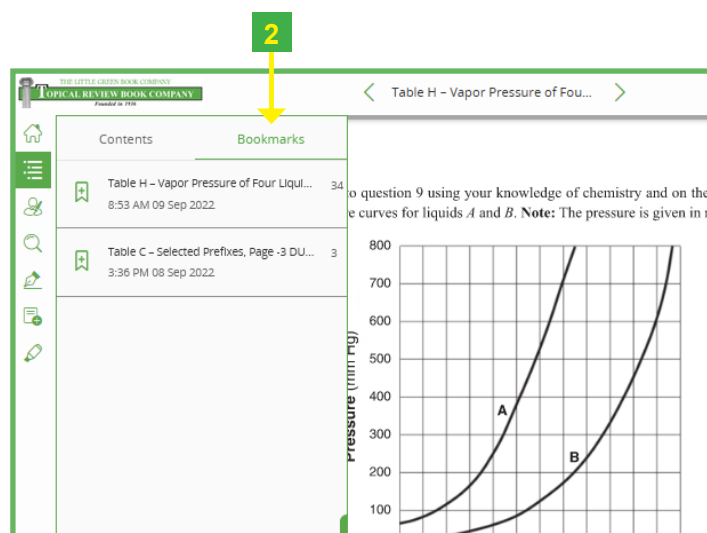 2
THE LITTLE GREEN BOOK COMPANY
TOPICAL REVIEW BOOK COMPANY
Founded in 1936
Table H – Vapor Pressure of Fou...
Contents
Bookmarks
Table H – Vapor Pressure of Four Liqui... 34
8:53 AM 09 Sep 2022
Table C – Selected Prefixes, Page -3 DU... 3
3:36 PM 08 Sep 2022
to question 9 using your knowledge of chemistry and on the
e curves for liquids A and B. Note: The pressure is given in
800
700
600
500
400
300
200
100
Pressure (mm Hg)
A
B